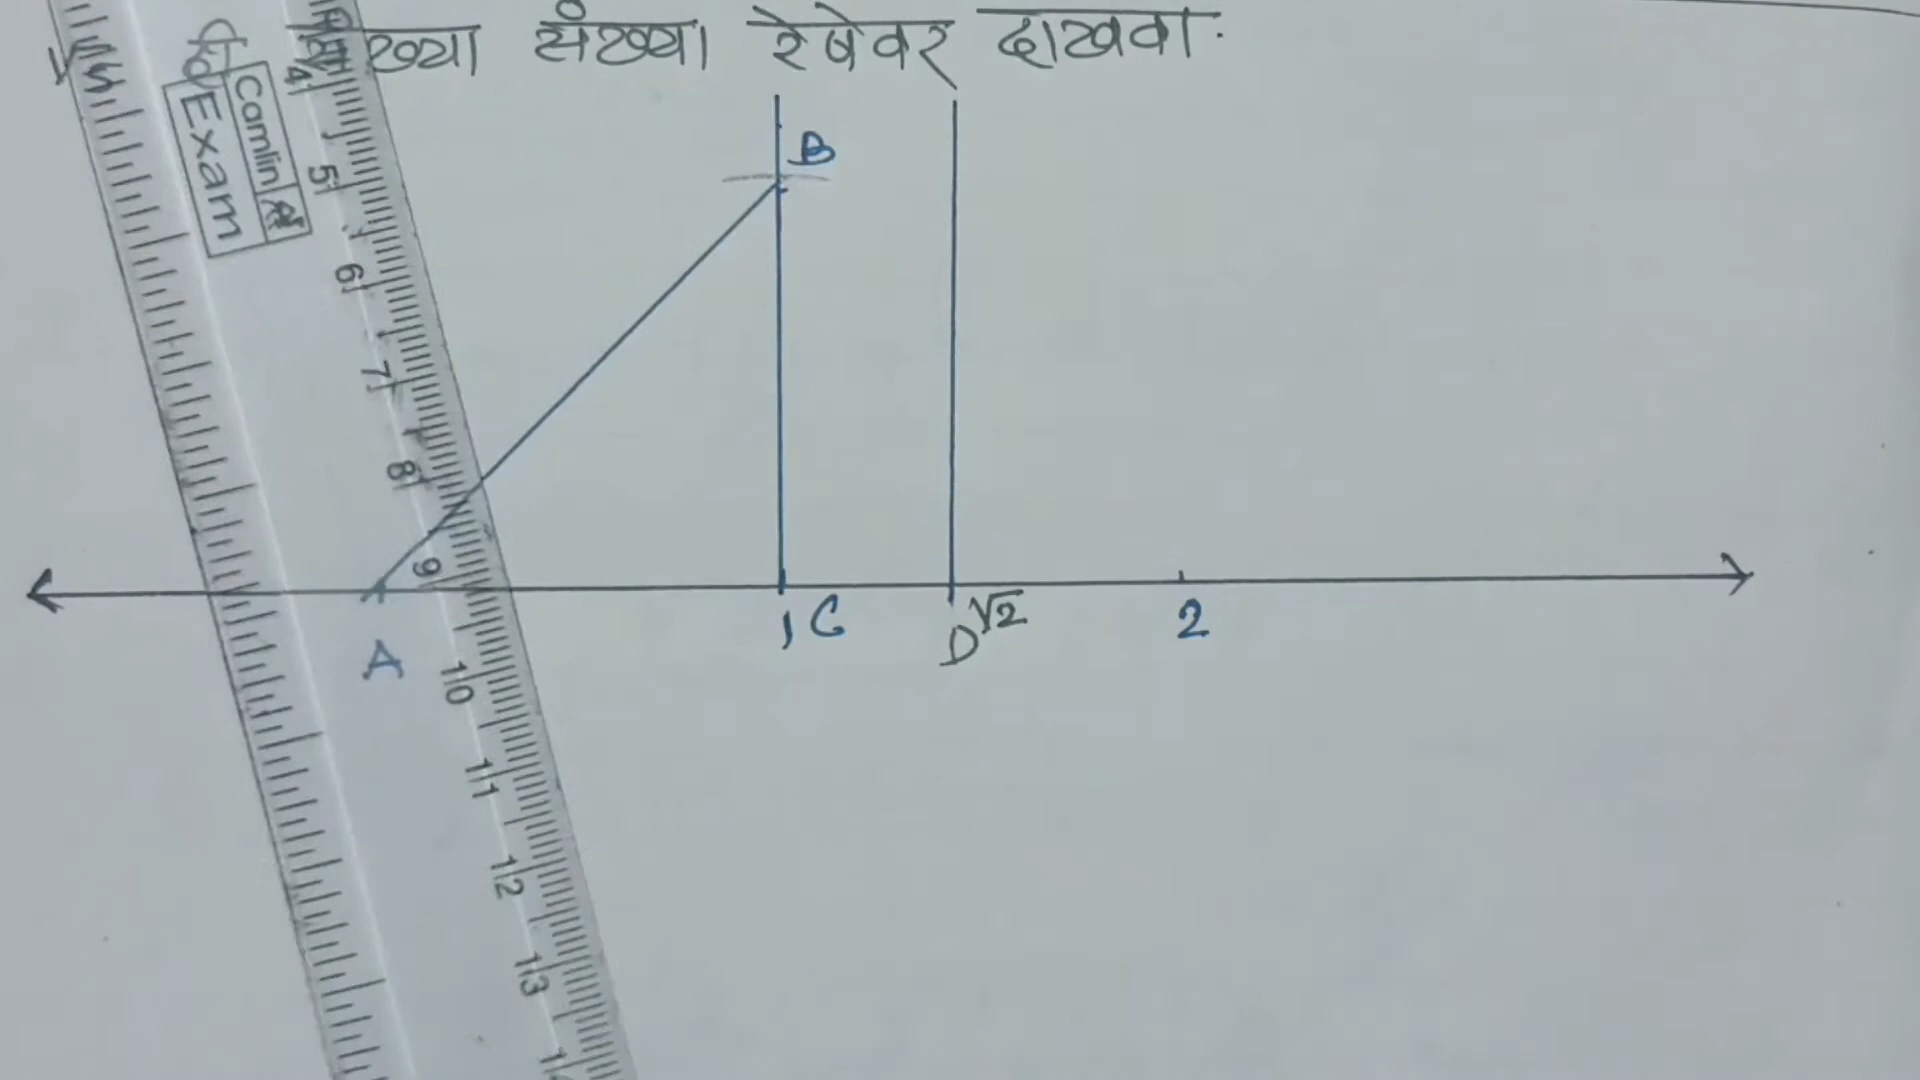 संख्या संख्या रेषेवर दाखवा.
Camlin
Exam
4 5 6 7 8 9 10 11 12 13
B
A 1 C D √2 2